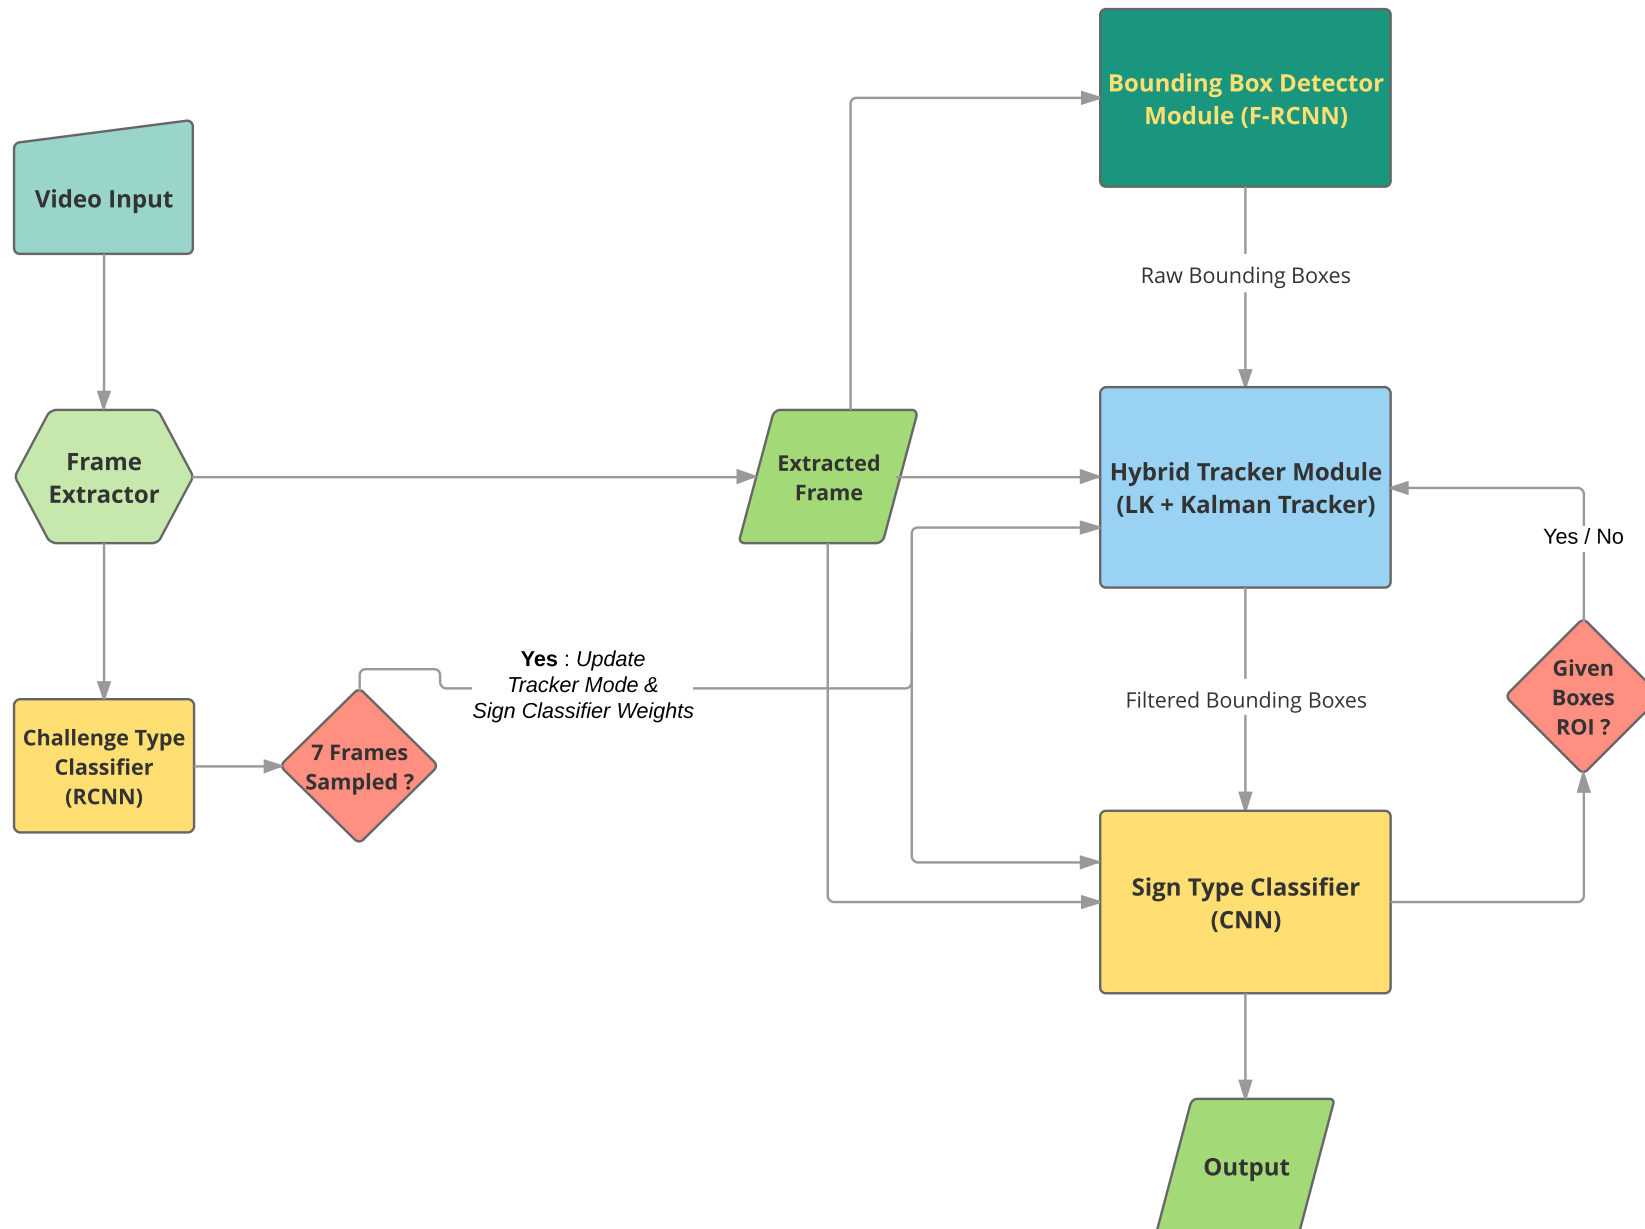 Bounding Box Detector
Module (F-RCNN)
Video Input
Raw Bounding Boxes
Frame
Extractor
Extracted
Frame
Hybrid Tracker Module
(LK + Kalman Tracker)
Yes / No
Yes : Update
Tracker Mode &
Sign Classifier Weights
Given
Boxes
ROI ?
Filtered Bounding Boxes
Challenge Type
Classifier
(RCNN)
7 Frames
Sampled ?
Sign Type Classifier
(CNN)
Output